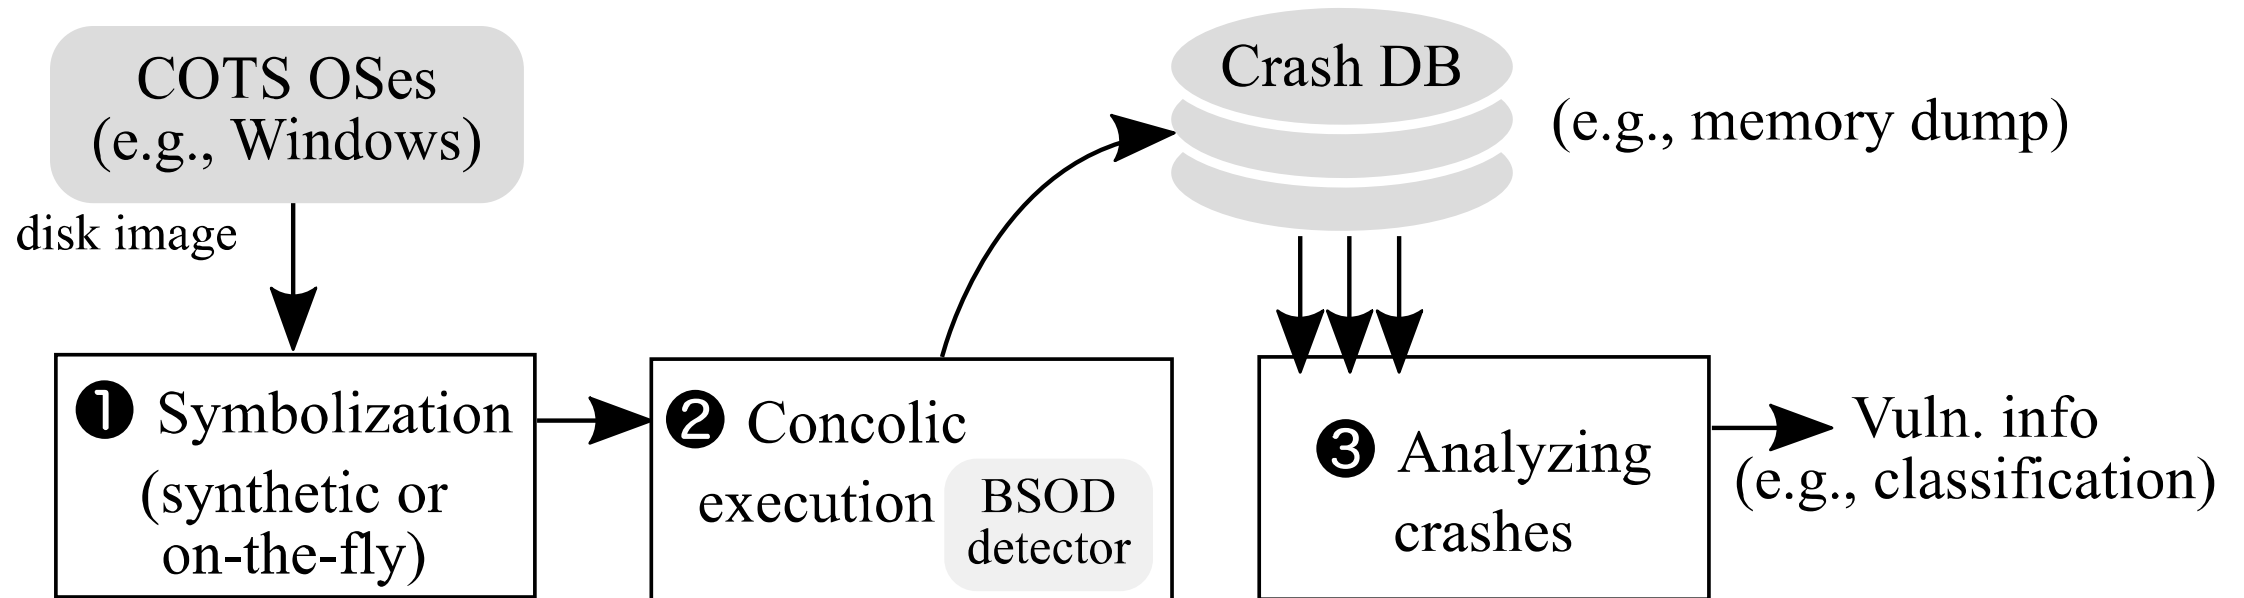 COTS OSes
(e.g., Windows)
disk image
❶ Symbolization
(synthetic or
on-the-fly)
❷ Concolic
execution
BSOD
detector
Crash DB
(e.g., memory dump)
❸ Analyzing
crashes
Vuln. info
(e.g., classification)